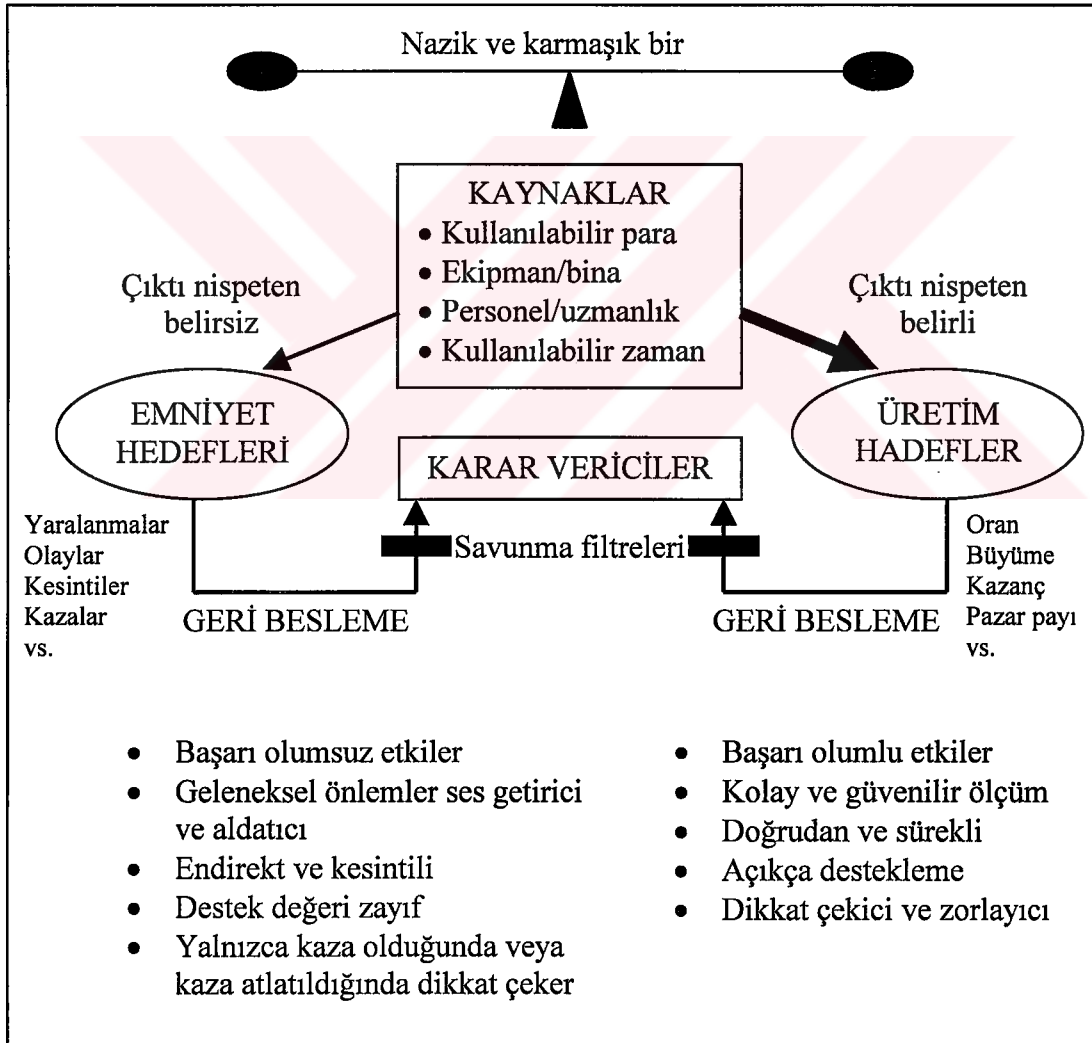 Nazik ve karmaşık bir
KAYNAKLAR
• Kullanılabilir para
• Ekipman/bina
• Personel/uzmanlık
• Kullanılabilir zaman
Çıktı nispeten
belirsiz
Çıktı nispeten
belirli
EMNİYET
HEDEFLERİ
ÜRETİM
HADEFLER
KARAR VERİCİLER
Yaralanmalar
Olaylar
Kesintiler
Kazalar
vs.
Savunma filtreleri
Oran
Büyüme
Kazanç
Pazar payı
vs.
GERİ BESLEME
GERİ BESLEME
• Başarı olumsuz etkiler
• Geleneksel önlemler ses getirici
ve aldatıcı
• Endirekt ve kesintili
• Destek değeri zayıf
• Yalnızca kaza olduğunda veya
kaza atlatıldığında dikkat çeker
• Başarı olumlu etkiler
• Kolay ve güvenilir ölçüm
• Doğrudan ve sürekli
• Açıkça destekleme
• Dikkat çekici ve zorlayıcı